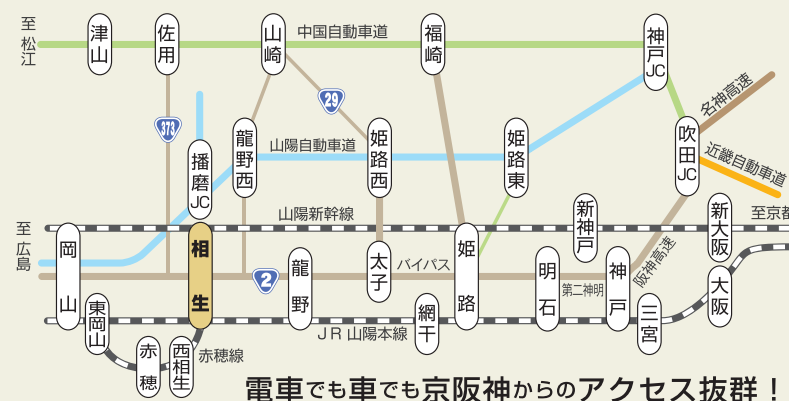 至松江
津山
佐用
山崎
中国自動車道
福崎
神戸JC
29
373
名神高速
龍野西
山陽自動車道
姫路西
姫路東
吹田JC
近畿自動車道
播磨JC
山陽新幹線
新神戸
新大阪
至京都
至広島
岡山
相生
2
龍野
太子
バイパス
姫路
明石
第二神明
神戸
阪神高速
大阪
東岡山
網干
三宮
JR山陽本線
赤穂
西相生
赤穂線
電車でも車でも京阪神からのアクセス抜群！